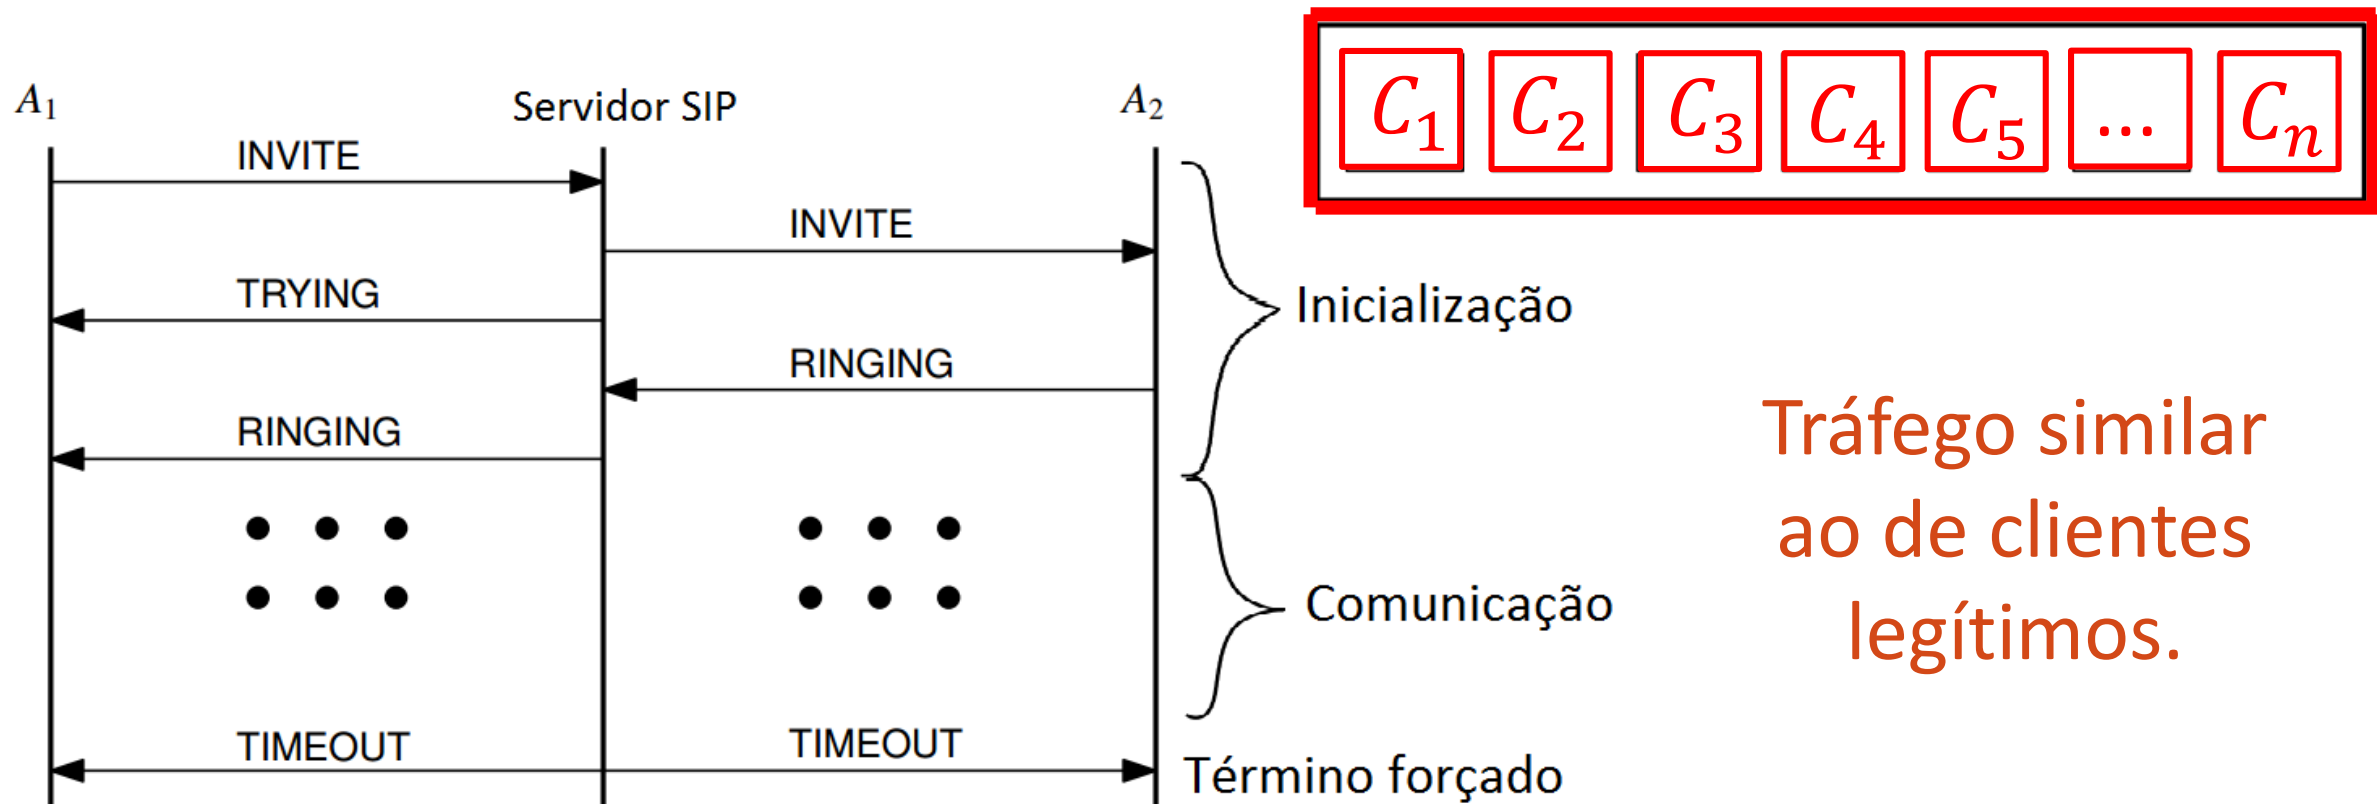 A1
Servidor SIP
A2
C1 C2 C3 C4 C5 ... Cn
INVITE
INVITE
TRYING
Inicialização
RINGING
RINGING
Tráfego similar
ao de clientes
legítimos.
Comunicação
TIMEOUT
TIMEOUT
Término forçado